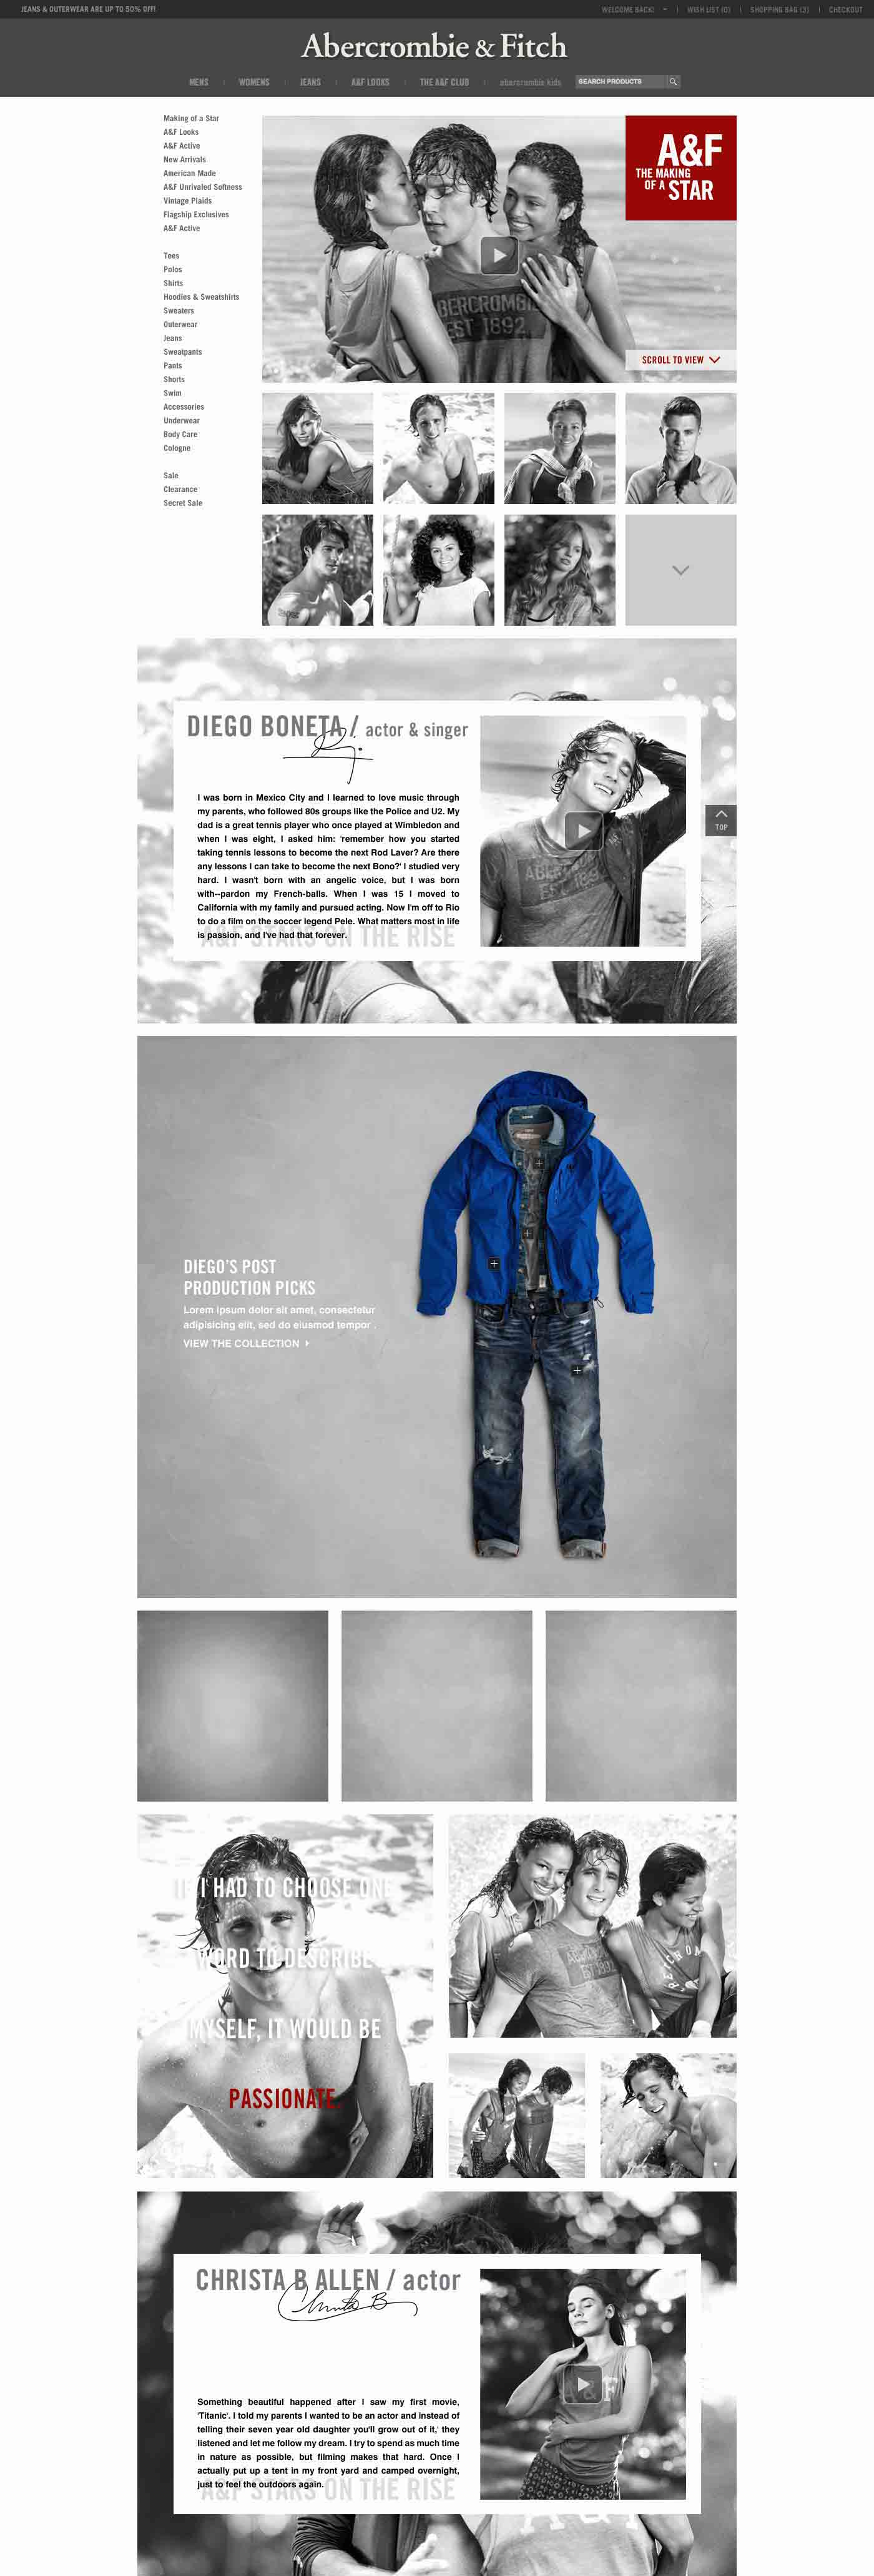 JEANS & OUTERWEAR ARE UP TO 50% OFF!
WELCOME BACK! | WISH LIST (0) | SHOPPING BAG (3) | CHECKOUT
Abercrombie & Fitch
MENS | WOMENS | JEANS | A&F LOOKS | THE A&F CLUB | abercrombie kids
SEARCH PRODUCTS
Making of a Star
A&F Looks
A&F Active
New Arrivals
American Made
A&F Unrivaled Softness
Vintage Plaids
Flagship Exclusives
A&F Active
Tees
Polos
Shirts
Hoodies & Sweatshirts
Sweaters
Outerwear
Jeans
Sweatpants
Pants
Shorts
Swim
Accessories
Underwear
Body Care
Cologne
Sale
Clearance
Secret Sale
A&F
THE MAKING
OF A STAR
EST 1892
SCROLL TO VIEW
DIEGO BONETA / actor & singer
I was born in Mexico City and I learned to love music through
my parents, who followed 80s groups like the Police and U2. My
dad is a great tennis player who once played at Wimbledon and
when I was eight, I asked him: 'remember how you started
taking tennis lessons to become the next Rod Laver? Are there
any lessons I can take to become the next Bono?' I studied very
hard. I wasn't born with an angelic voice, but I was born
with–pardon my French-balls. When I was 15 I moved to
California with my family and pursued acting. Now I'm off to Rio
to do a film on the soccer legend Pele. What matters most in life
is passion, and I've had that forever.
A&F STARS ON THE RISE
TOP
DIEGO'S POST
PRODUCTION PICKS
Lorem ipsum dolor sit amet, consectetur
adipisicing elit, sed do eiusmod tempor .
VIEW THE COLLECTION
IF I HAD TO CHOOSE ONE
WORD TO DESCRIBE
MYSELF, IT WOULD BE
PASSIONATE.
CHRISTA B ALLEN / actor
Christa B
Something beautiful happened after I saw my first movie,
'Titanic'. I told my parents I wanted to be an actor and instead of
telling their seven year old daughter you'll grow out of it,' they
listened and let me follow my dream. I try to spend as much time
in nature as possible, but filming makes that hard. Once I
actually put up a tent in my front yard and camped overnight,
just to feel the outdoors again.
A&F STARS ON THE RISE